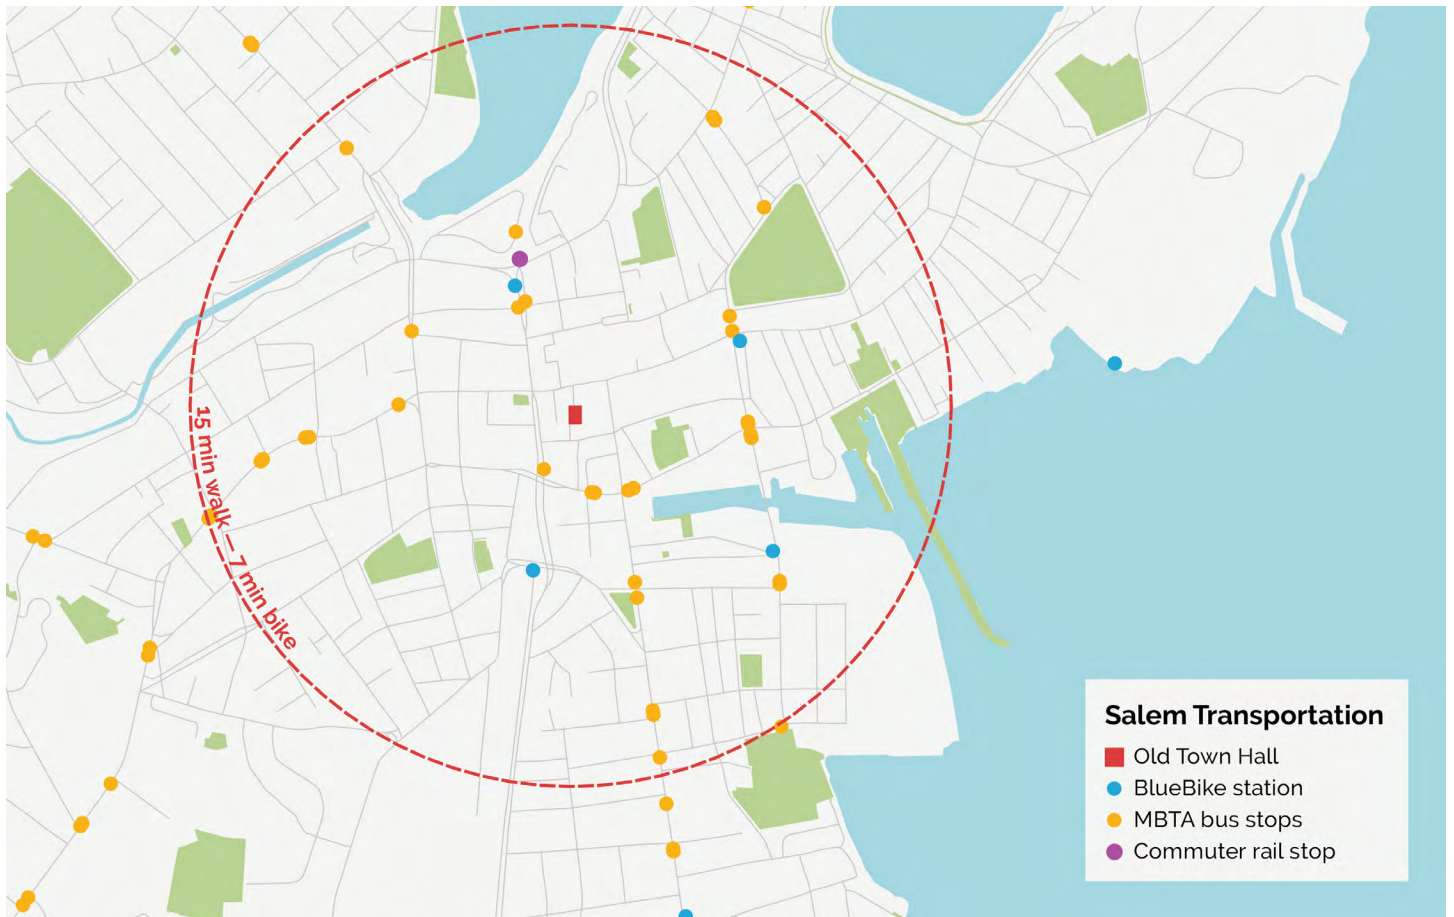 15 min walk – 7 min bike
Salem Transportation
Old Town Hall
BlueBike station
MBTA bus stops
Commuter rail stop